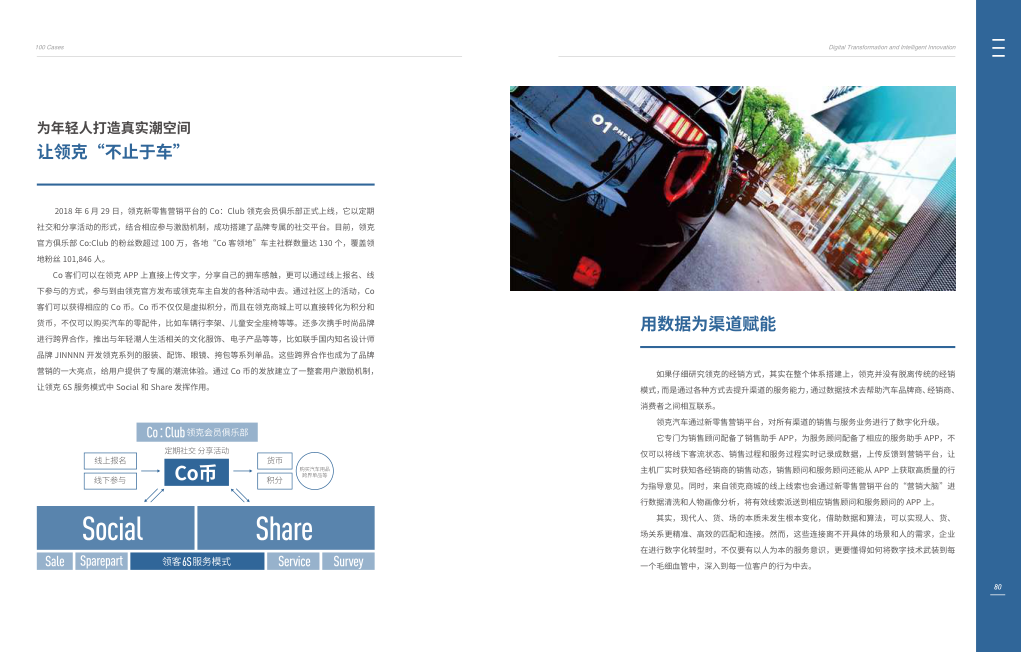 100 Cases
Digital Transformation and Intelligent Innovation
为年轻人打造真实潮空间
让领克“不止于车”
2018 年 6 月 29 日，领克新零售营销平台的 Co：Club 领克会员俱乐部正式上线，它以定期
社交和分享活动的形式，结合相应参与激励机制，成功搭建了品牌专属的社交平台。目前，领克
官方俱乐部 Co:Club 的粉丝数超过 100 万，各地“Co 客领地”车主社群数量达 130 个，覆盖领
地粉丝 101,846 人。
Co 客们可以在领克 APP 上直接上传文字，分享自己的拥车感触，更可以通过线上报名、线
下参与的方式，参与到由领克官方发布或领克车主自发的各种活动中去。通过社区上的活动，Co
客们可以获得相应的 Co 币。Co 币不仅仅是虚拟积分，而且在领克商城上可以直接转化为积分和
货币，不仅可以购买汽车的零配件，比如车辆行李架、儿童安全座椅等等。还多次携手时尚品牌
进行跨界合作，推出与年轻潮人生活相关的文化服饰、电子产品等等，比如联手国内知名设计师
品牌 JINNNN 开发领克系列的服装、配饰、眼镜、挎包等系列单品。这些跨界合作也成为了品牌
营销的一大亮点，给用户提供了专属的潮流体验。通过 Co 币的发放建立了一整套用户激励机制，
让领克 6S 服务模式中 Social 和 Share 发挥作用。
Co：Club 领克会员俱乐部
定期社交 分享活动
线上报名
线下参与
Co币
货币
积分
购买汽车用品
跨界单品等
Social
Share
Sale
Sparepart
领客6S服务模式
Service
Survey
01 PHEV
用数据为渠道赋能
如果仔细研究领克的经销方式，其实在整个体系搭建上，领克并没有脱离传统的经销
模式，而是通过各种方式去提升渠道的服务能力，通过数据技术去帮助汽车品牌商、经销商、
消费者之间相互联系。
领克汽车通过新零售营销平台，对所有渠道的销售与服务业务进行了数字化升级。
它专门为销售顾问配备了销售助手 APP，为服务顾问配备了相应的服务助手 APP，不
仅可以将线下客流状态、销售过程和服务过程实时记录成数据，上传反馈到营销平台，让
主机厂实时获知各经销商的销售动态，销售顾问和服务顾问还能从 APP 上获取高质量的行
为指导意见。同时，来自领克商城的线上线索也会通过新零售营销平台的“营销大脑”进
行数据清洗和人物画像分析，将有效线索派送到相应销售顾问和服务顾问的 APP 上。
其实，现代人、货、场的本质未发生根本变化，借助数据和算法，可以实现人、货、
场关系更精准、高效的匹配和连接。然而，这些连接离不开具体的场景和人的需求，企业
在进行数字化转型时，不仅要有以人为本的服务意识，更要懂得如何将数字技术武装到每
一个毛细血管中，深入到每一位客户的行为中去。
80